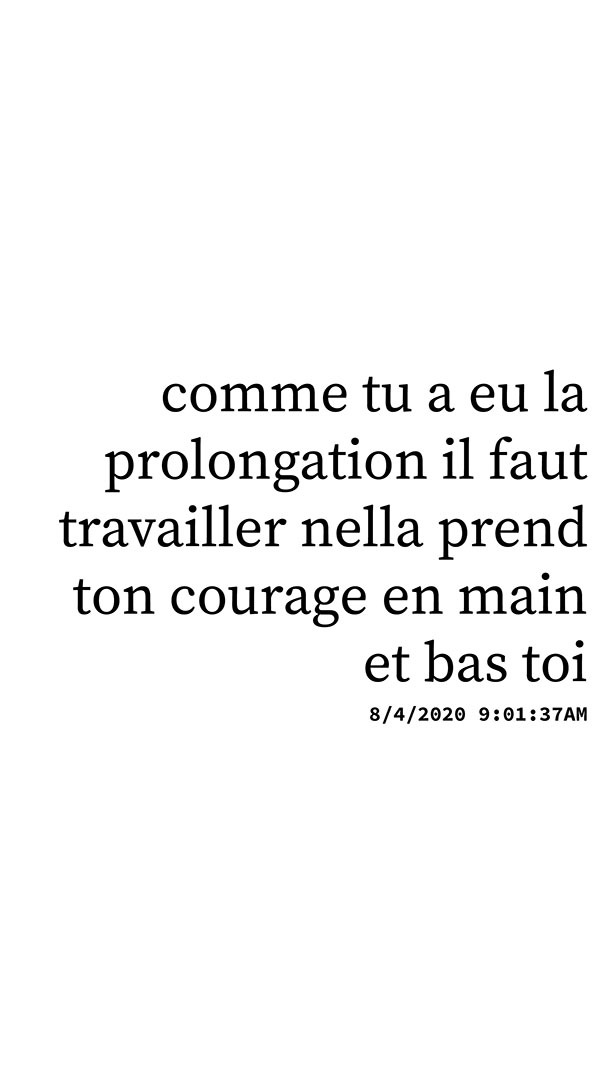 comme tu a eu la
prolongation il faut
travailler nella prend
ton courage en main
et bas toi
8/4/2020 9:01:37AM